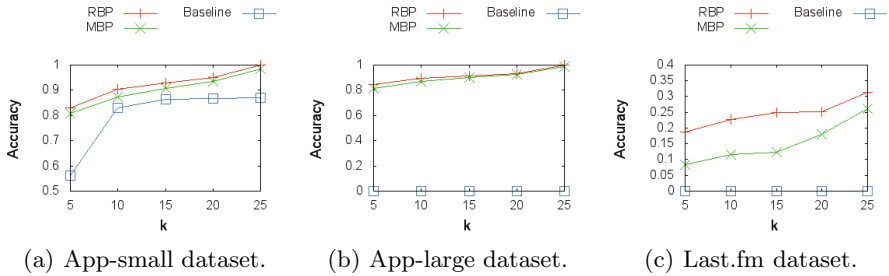 RBP Baseline
MBP
1
0.9
0.8
0.7
0.6
0.5
Accuracy
5 10 15 20 25
k
(a) App-small dataset.
RBP Baseline
MBP
1
0.8
0.6
0.4
0.2
0
Accuracy
5 10 15 20 25
k
(b) App-large dataset.
RBP Baseline
MBP
0.4
0.35
0.3
0.25
0.2
0.15
0.1
0.05
0
Accuracy
5 10 15 20 25
k
(c) Last.fm dataset.